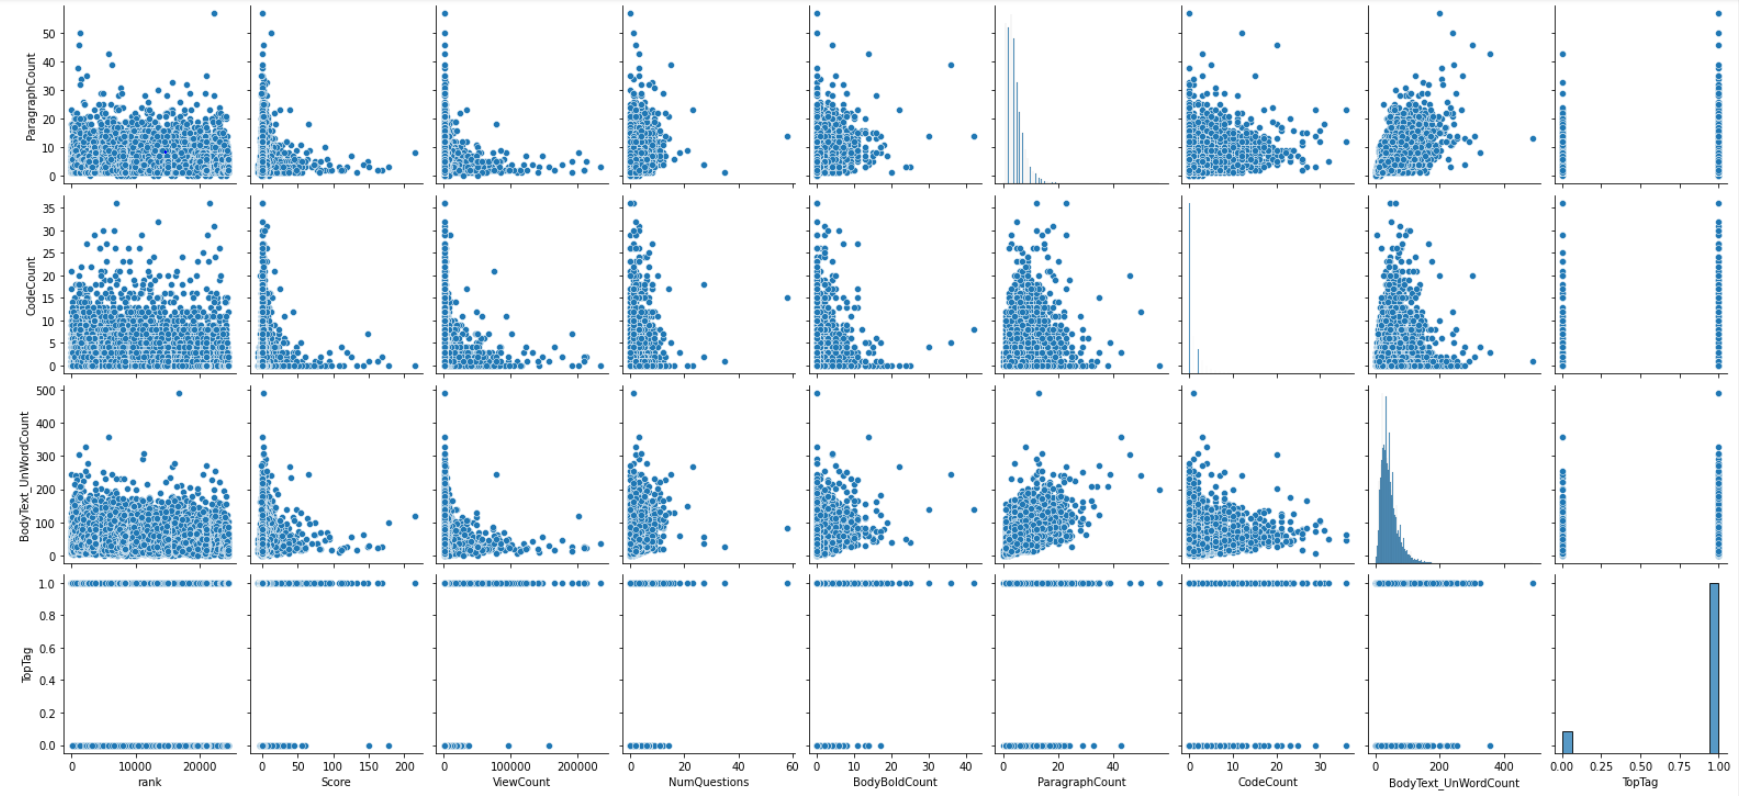 ParagraphCount
50
40
30
20
10
0
CodeCount
35
30
25
20
15
10
5
0
BodyText_UnWordCount
500
400
300
200
100
0
TopTag
1.0
0.8
0.6
0.4
0.2
0.0
0 10000 20000
0 50 100 150 200
0 100000 200000
0 20 40 60
0 20 40
0 20 40
0 10 20 30
0 200 400
0.00 0.25 0.50 0.75 1.00
rank
Score
ViewCount
NumQuestions
BodyBoldCount
ParagraphCount
CodeCount
BodyText_UnWordCount
TopTag